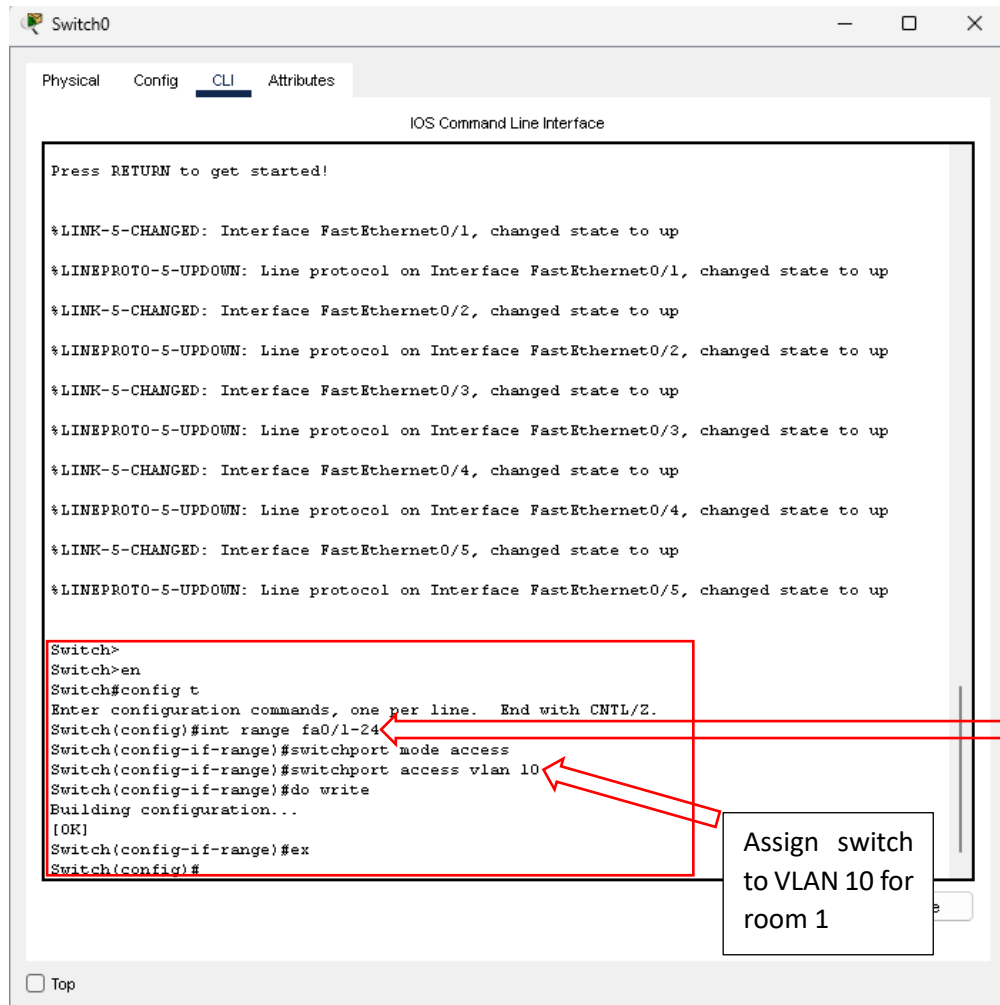 Switch0
Physical Config CLI Attributes
IOS Command Line Interface
Press RETURN to get started!
%LINK-5-CHANGED: Interface FastEthernet0/1, changed state to up
%LINEPROTO-5-UPDOWN: Line protocol on Interface FastEthernet0/1, changed state to up
%LINK-5-CHANGED: Interface FastEthernet0/2, changed state to up
%LINEPROTO-5-UPDOWN: Line protocol on Interface FastEthernet0/2, changed state to up
%LINK-5-CHANGED: Interface FastEthernet0/3, changed state to up
%LINEPROTO-5-UPDOWN: Line protocol on Interface FastEthernet0/3, changed state to up
%LINK-5-CHANGED: Interface FastEthernet0/4, changed state to up
%LINEPROTO-5-UPDOWN: Line protocol on Interface FastEthernet0/4, changed state to up
%LINK-5-CHANGED: Interface FastEthernet0/5, changed state to up
%LINEPROTO-5-UPDOWN: Line protocol on Interface FastEthernet0/5, changed state to up
Switch>
Switch>en
Switch#config t
Enter configuration commands, one per line. End with CNTL/Z.
Switch(config)#int range fa0/1-24
Switch(config-if-range)#switchport mode access
Switch(config-if-range)#switchport access vlan 10
Switch(config-if-range)#do write
Building configuration...
[OK]
Switch(config-if-range)#ex
Switch(config)#
Assign switch
to VLAN 10 for
room 1
Top